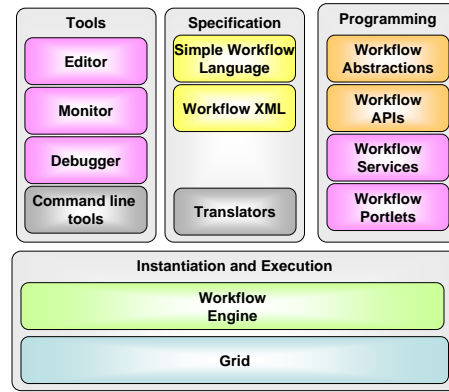 Tools
Editor
Monitor
Debugger
Command line
tools
Specification
Simple Workflow
Language
Workflow XML
Translators
Programming
Workflow
Abstractions
Workflow
APIs
Workflow
Services
Workflow
Portlets
Instantiation and Execution
Workflow
Engine
Grid